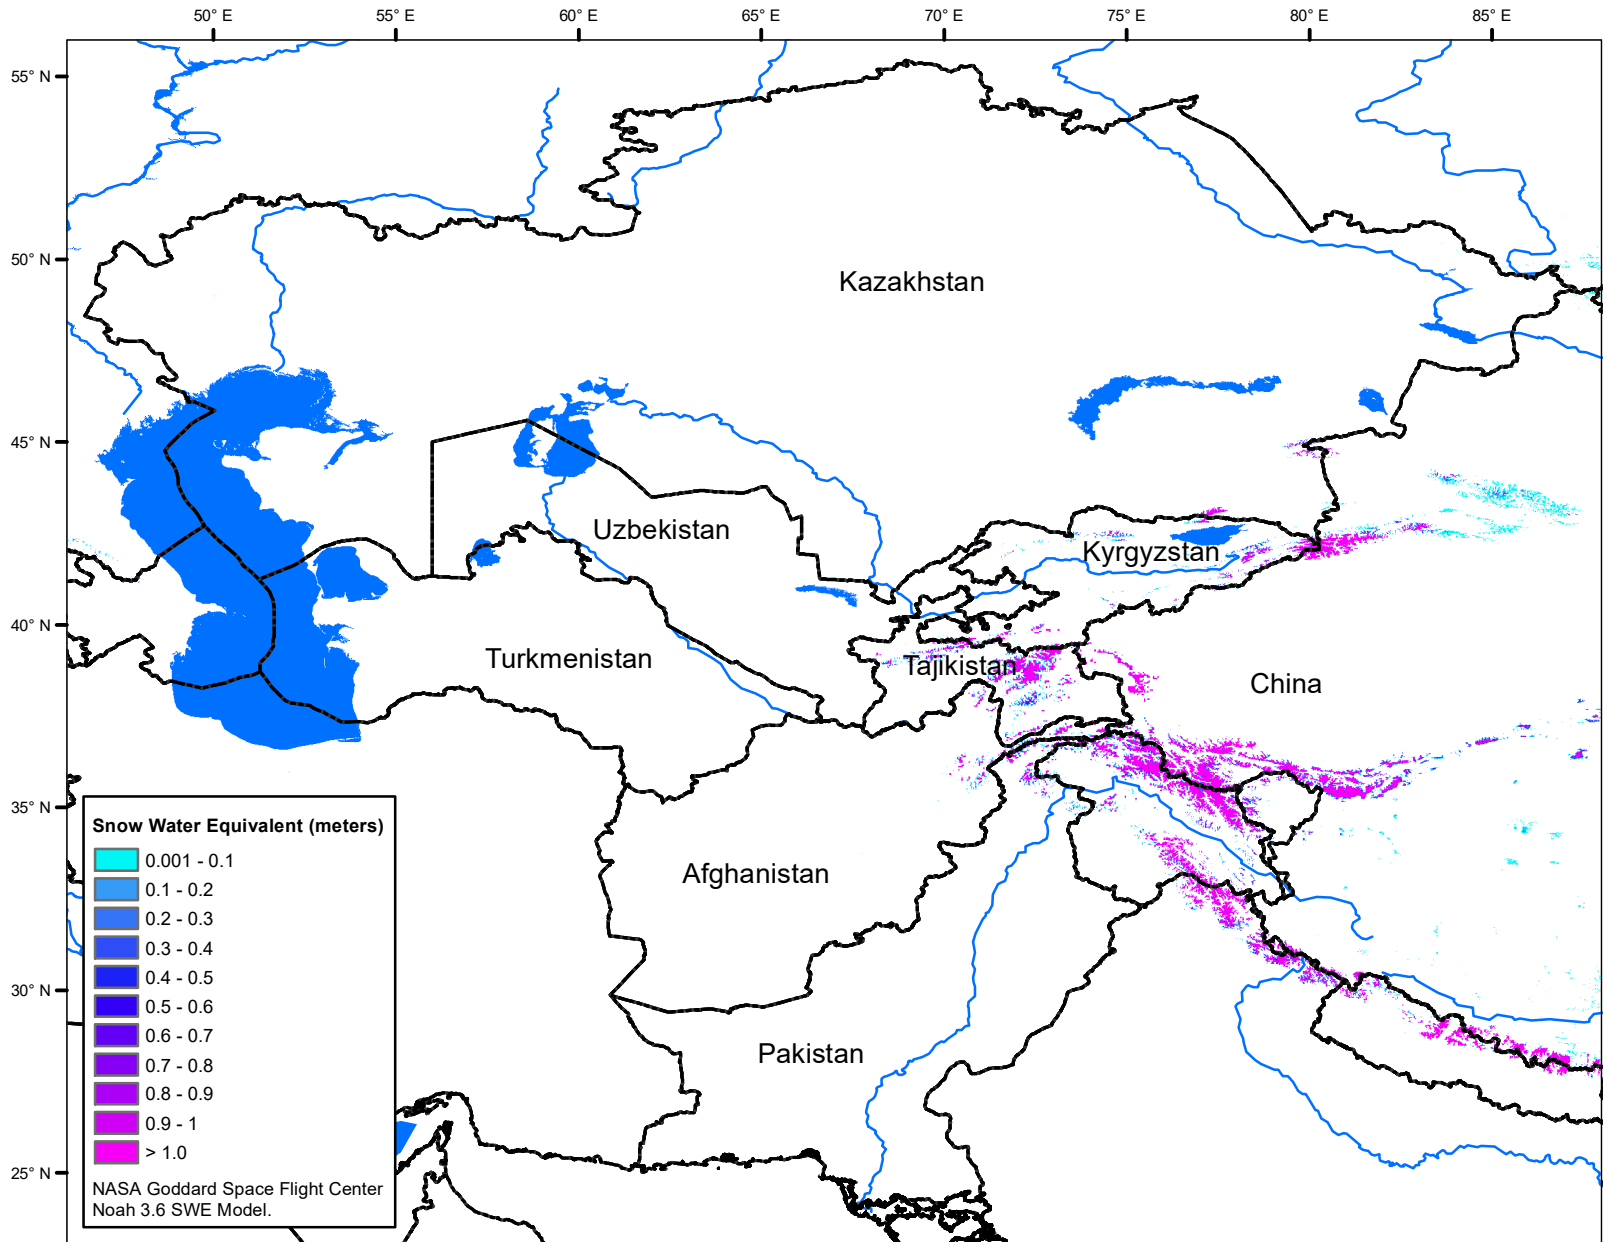 50° E
55° E
60° E
65° E
70° E
75° E
80° E
85° E
55° N
50° N
45° N
40° N
35° N
30° N
25° N
Kazakhstan
Uzbekistan
Kyrgyzstan
Turkmenistan
Tajikistan
China
Afghanistan
Pakistan
Snow Water Equivalent (meters)
0.001 - 0.1
0.1 - 0.2
0.2 - 0.3
0.3 - 0.4
0.4 - 0.5
0.5 - 0.6
0.6 - 0.7
0.7 - 0.8
0.8 - 0.9
0.9 - 1
> 1.0
NASA Goddard Space Flight Center
Noah 3.6 SWE Model.